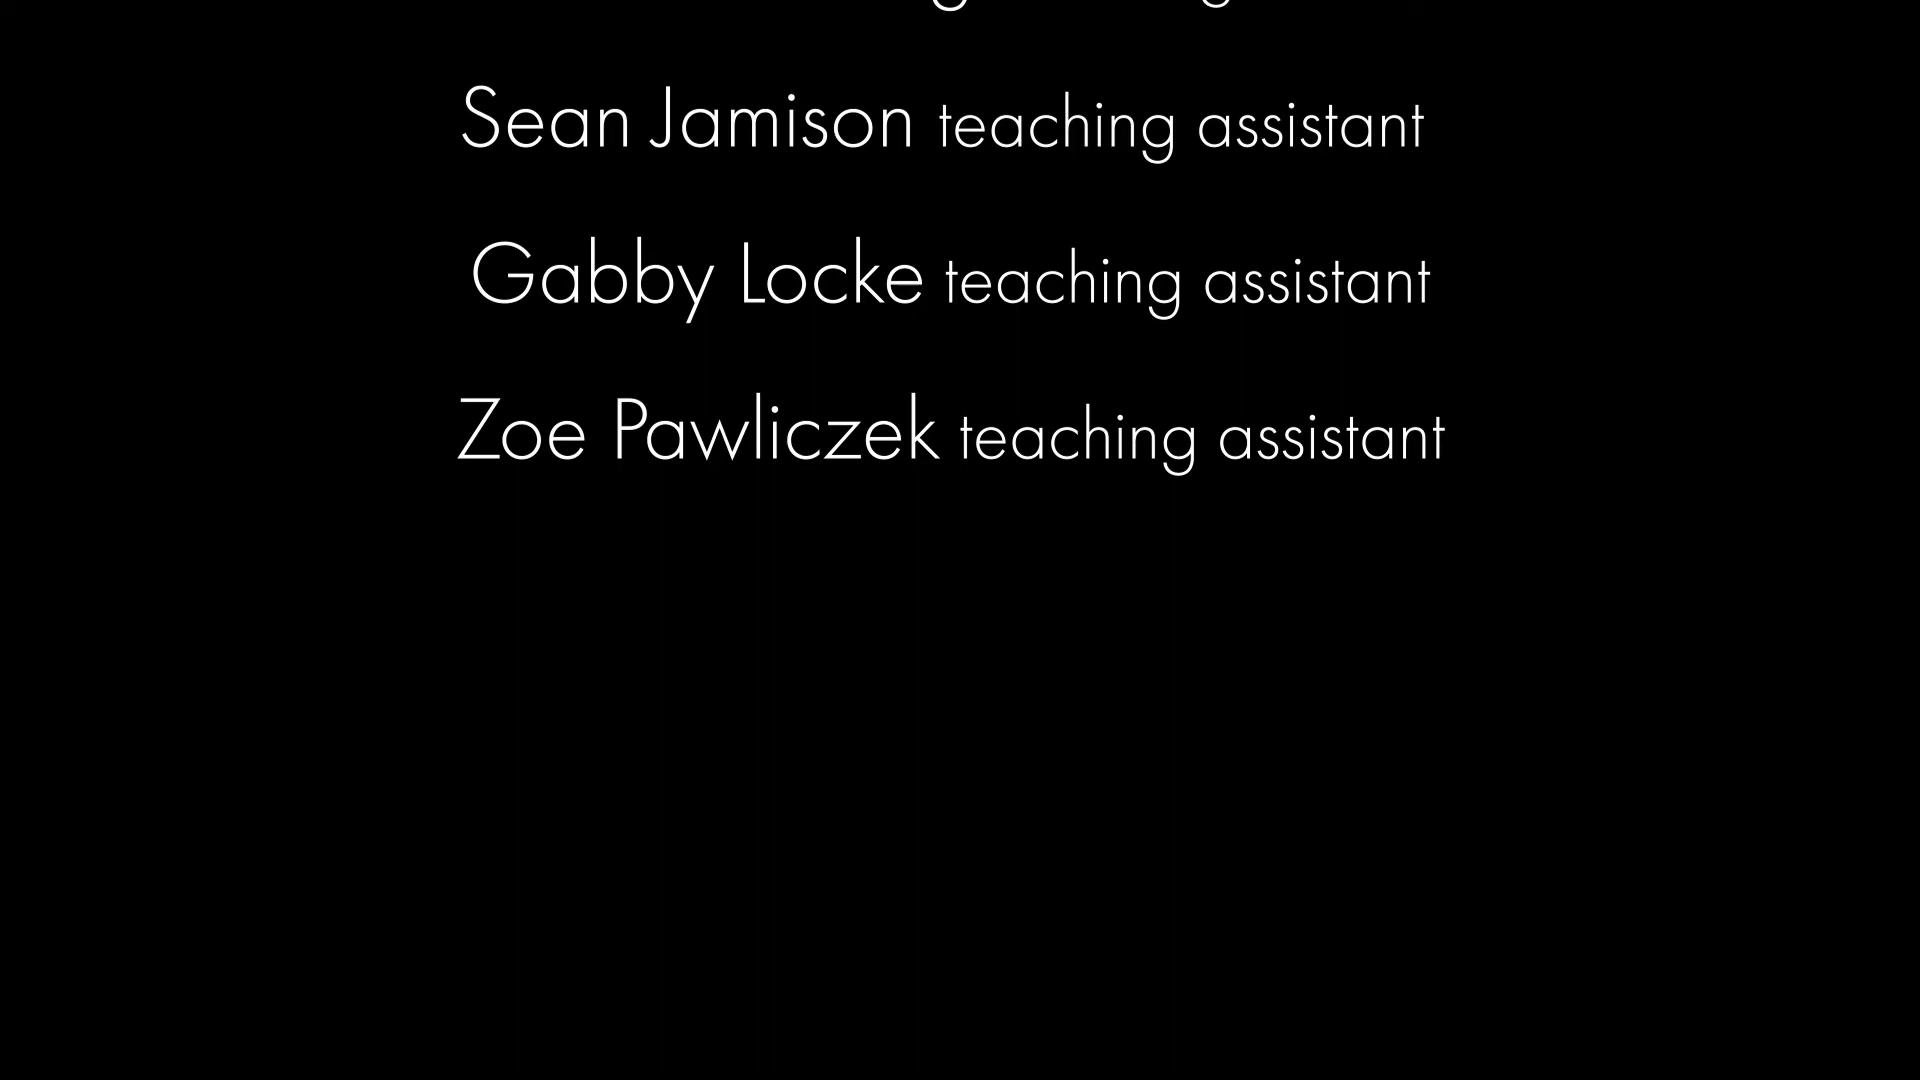 Sean Jamison teaching assistant
Gabby Locke teaching assistant
Zoe Pawliczek teaching assistant